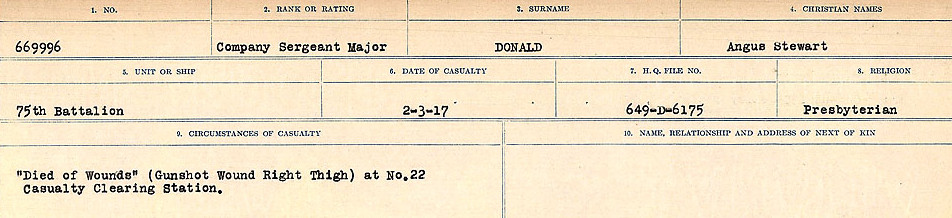 1. NO. 2. RANK OR RATING 3. SURNAME 4. CHRISTIAN NAMES
669996 Company Sergeant Major DONALD Angus Stewart
5. UNIT OR SHIP 6. DATE OF CASUALTY 7. H.Q. FILE NO. 8. RELIGION
75th Battalion 2-3-17 649-D-6175 Presbyterian
9. CIRCUMSTANCES OF CASUALTY 10. NAME, RELATIONSHIP AND ADDRESS OF NEXT OF KIN
"Died of Wounds" (Gunshot Wound Right Thigh) at No.22
Casualty Clearing Station.